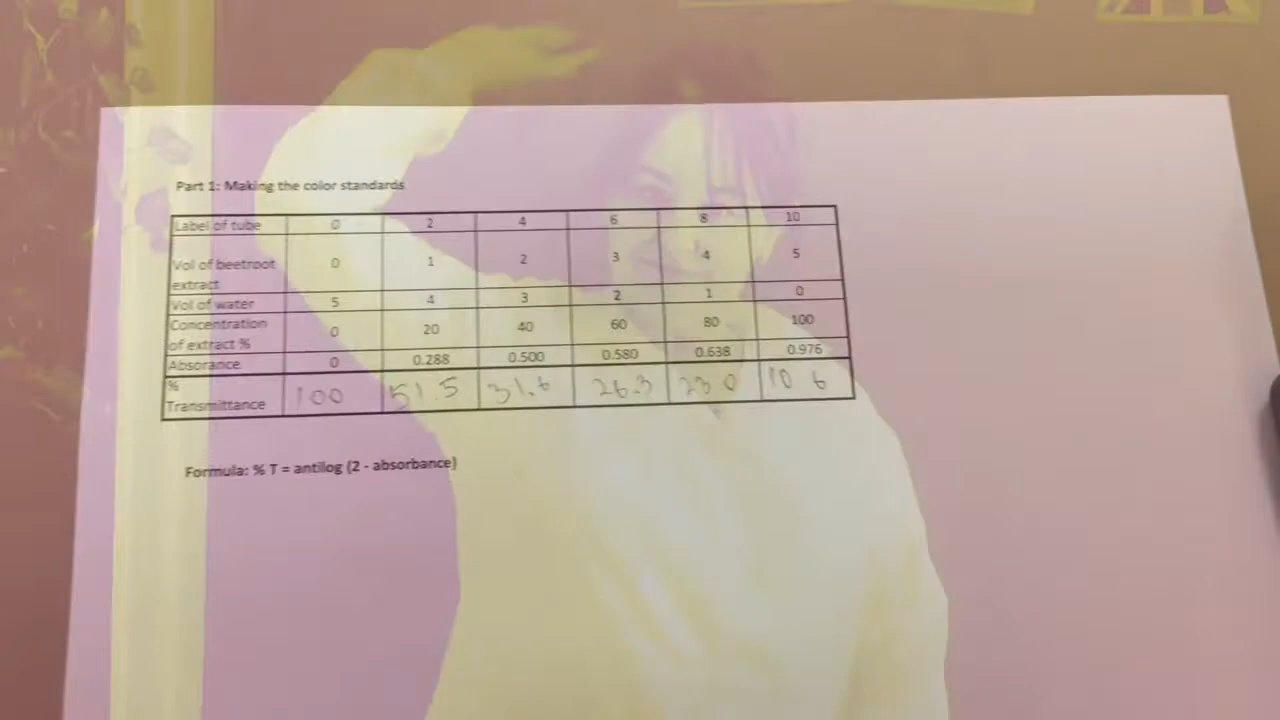 Part 1: Making the color standards
Label of tube 0 2 4 6 8 10
Vol of beetroot extract 0 1 2 3 4 5
Vol of water 5 4 3 2 1 0
Concentration of extract % 0 20 40 60 80 100
Absorance 0 0.288 0.500 0.580 0.638 0.976
% Transmittance 100 51.5 31.6 26.3 23 0 10 6
Formula: % T = antilog (2 - absorbance)